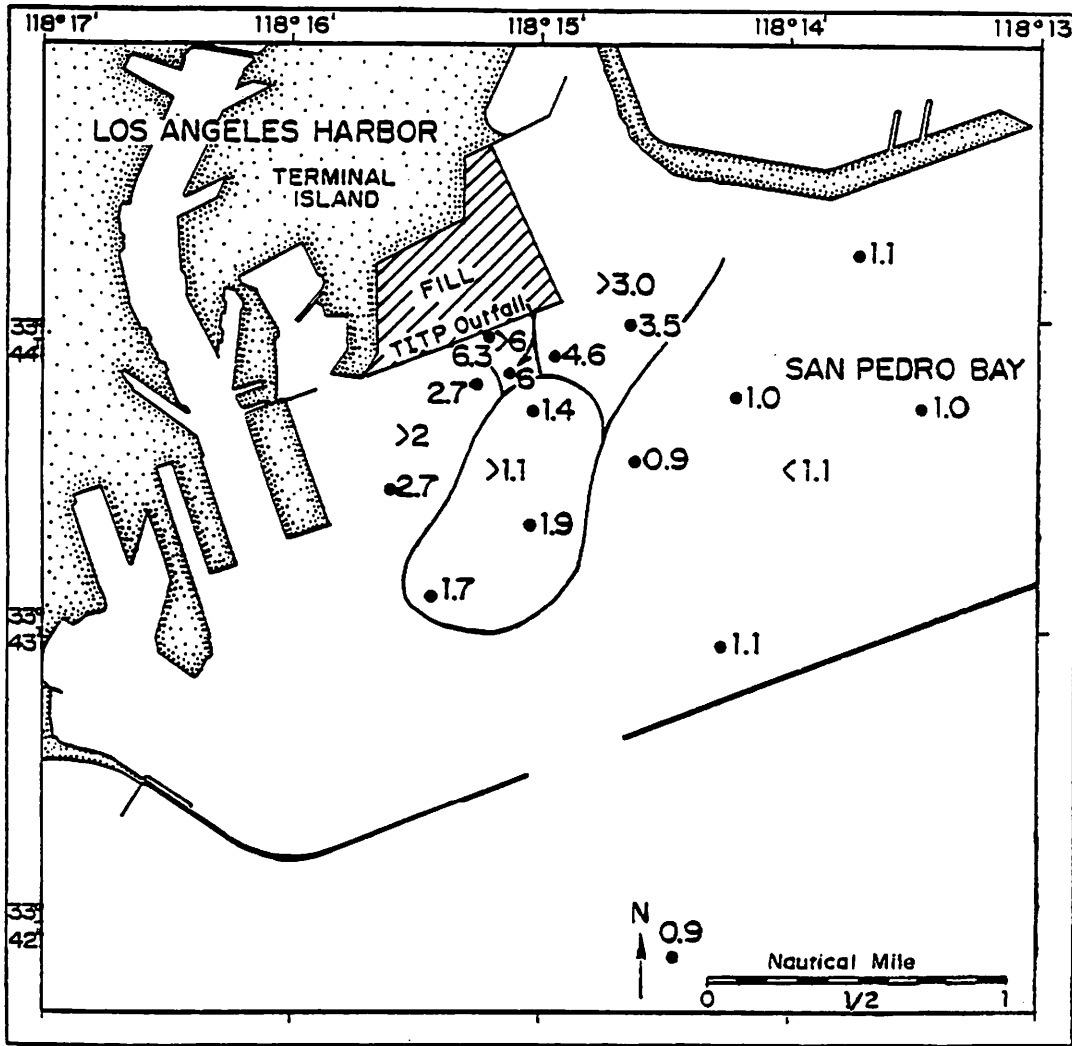 118°17' 118°16' 118°15' 118°14' 118°13'
LOS ANGELES HARBOR
TERMINAL
ISLAND
FILL
TITP Outfall
33°
44'
SAN PEDRO BAY
1.1
>3.0
3.5
>6
6.3
4.6
6
2.7
1.4
1.0
1.0
>2
>1.1
0.9
<1.1
2.7
1.9
1.7
33°
43'
1.1
33°
42'
N
0.9
Nautical Mile
0 1/2 1